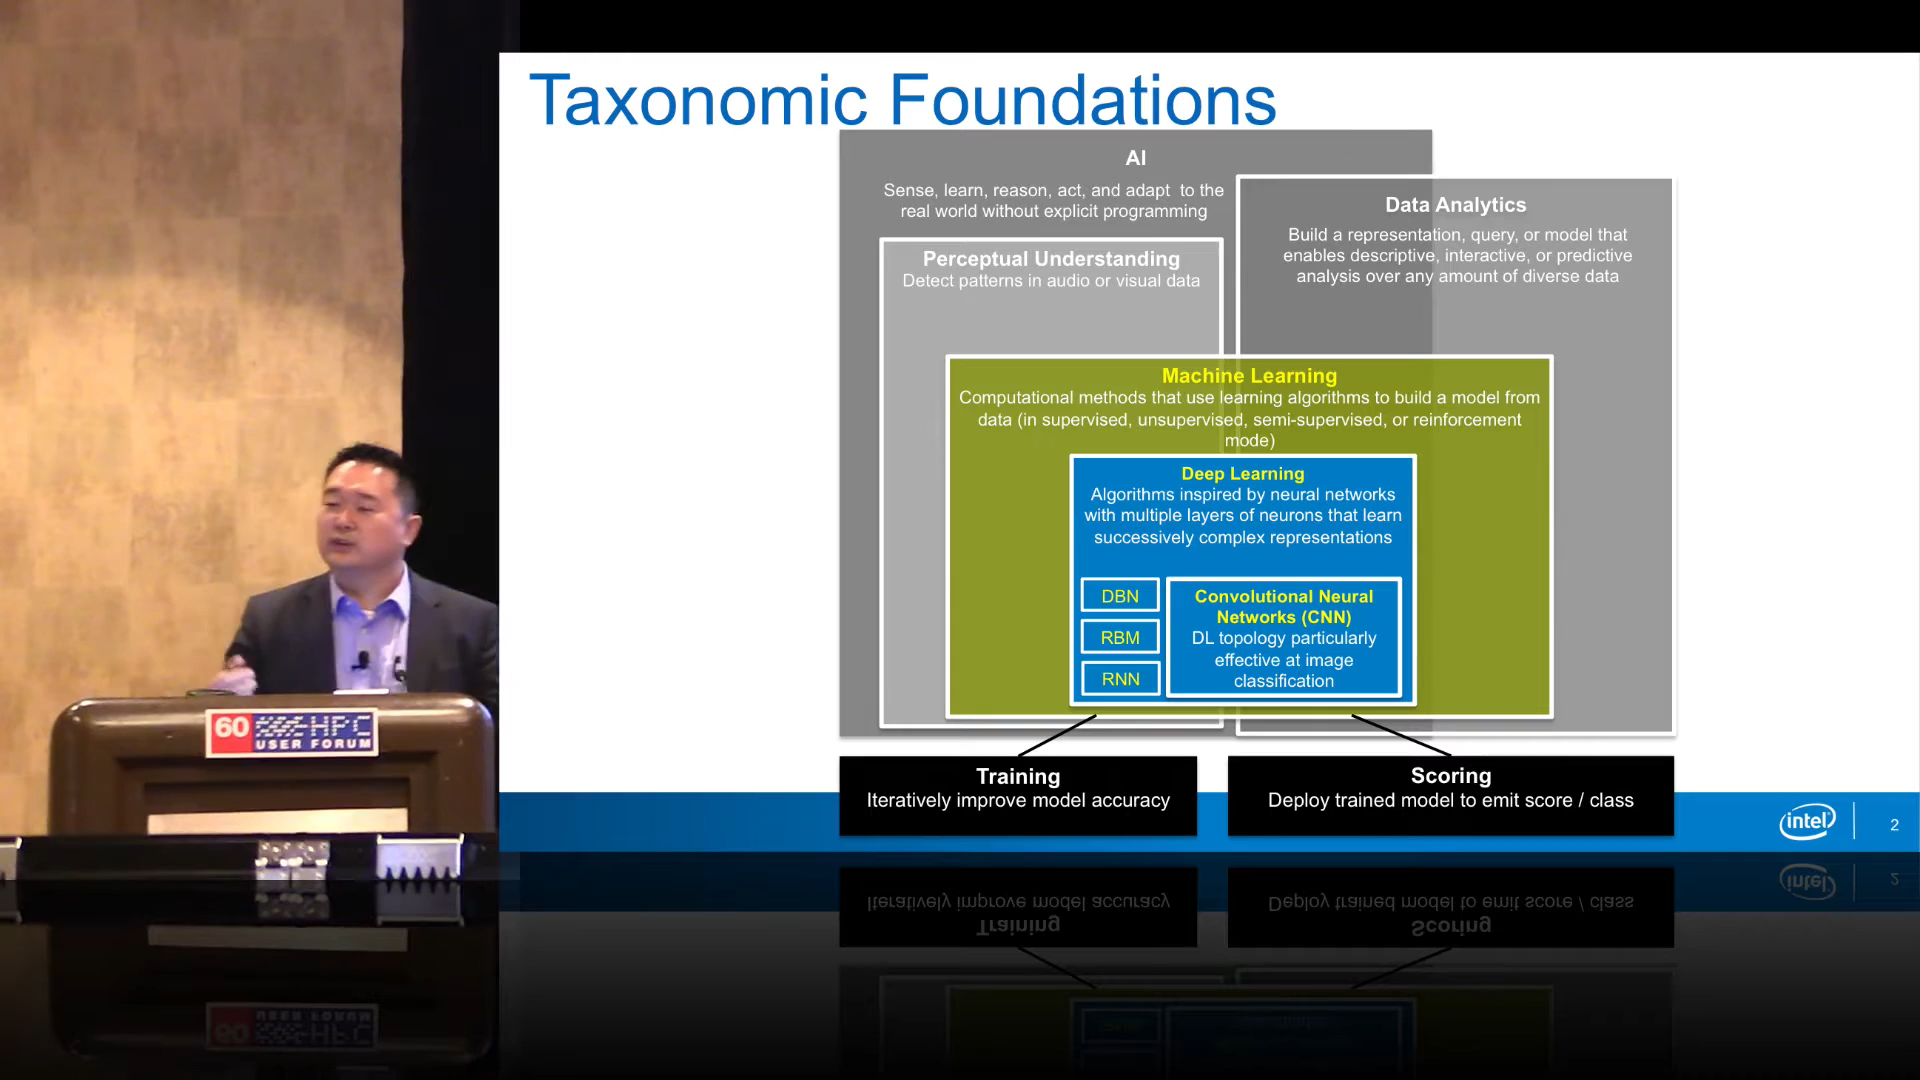 Taxonomic Foundations
AI
Sense, learn, reason, act, and adapt to the
real world without explicit programming
Data Analytics
Build a representation, query, or model that
enables descriptive, interactive, or predictive
analysis over any amount of diverse data
Perceptual Understanding
Detect patterns in audio or visual data
Machine Learning
Computational methods that use learning algorithms to build a model from
data (in supervised, unsupervised, semi-supervised, or reinforcement
mode)
Deep Learning
Algorithms inspired by neural networks
with multiple layers of neurons that learn
successively complex representations
DBN
RBM
RNN
Convolutional Neural
Networks (CNN)
DL topology particularly
effective at image
classification
Training
Iteratively improve model accuracy
Scoring
Deploy trained model to emit score / class
intel
2
60 HPC
USER FORUM